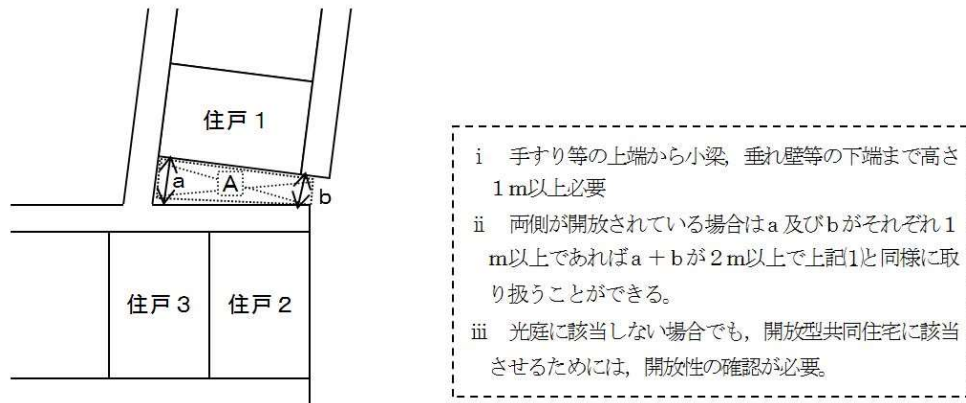 住戸1
a
A
b
住戸3
住戸2
ⅰ 手すり等の上端から小梁，垂れ壁等の下端まで高さ
1m以上必要
ⅱ 両側が開放されている場合はa及びbがそれぞれ1
m以上であればa＋bが2m以上で上記(1)と同様に取
り扱うことができる。
ⅲ 光庭に該当しない場合でも，開放型共同住宅に該当
させるためには，開放性の確認が必要。